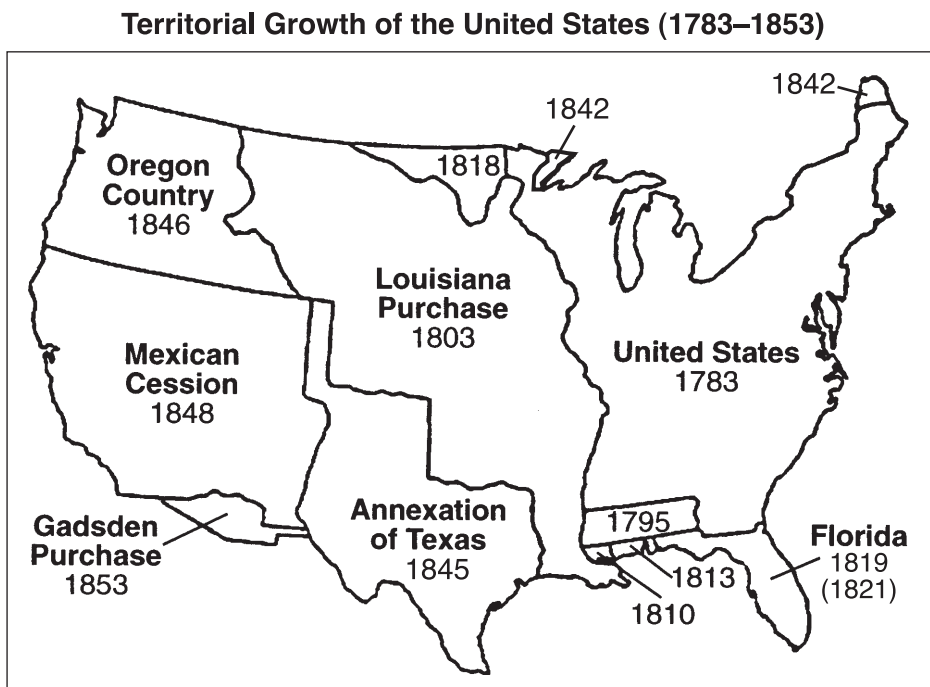 Territorial Growth of the United States (1783–1853)
1842
1842
Oregon
Country
1846
1818
Louisiana
Purchase
1803
United States
1783
Mexican
Cession
1848
Gadsden
Purchase
1853
Annexation
of Texas
1845
1795
1813
1810
Florida
1819
(1821)